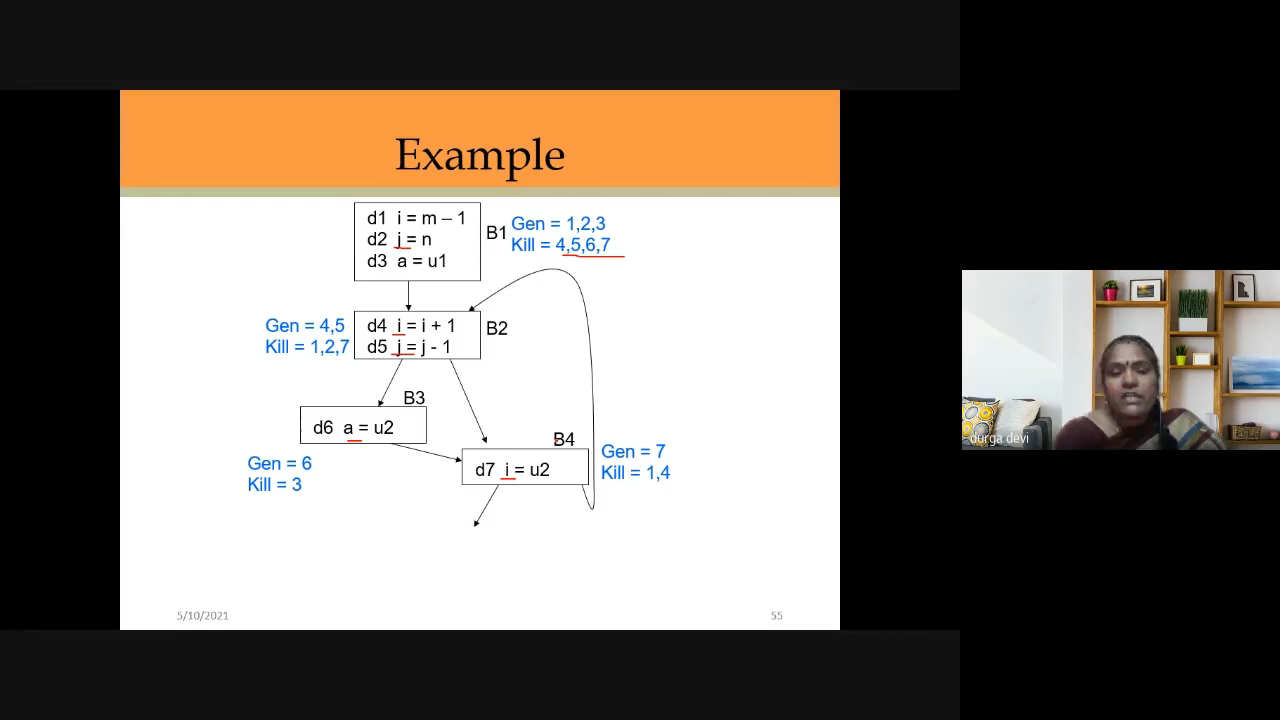 Example
d1 i = m – 1
d2 j = n
d3 a = u1
B1
Gen = 1,2,3
Kill = 4,5,6,7
Gen = 4,5
Kill = 1,2,7
d4 i = i + 1
d5 j = j - 1
B2
B3
d6 a = u2
Gen = 6
Kill = 3
B4
d7 i = u2
Gen = 7
Kill = 1,4
durga devi
5/10/2021
55